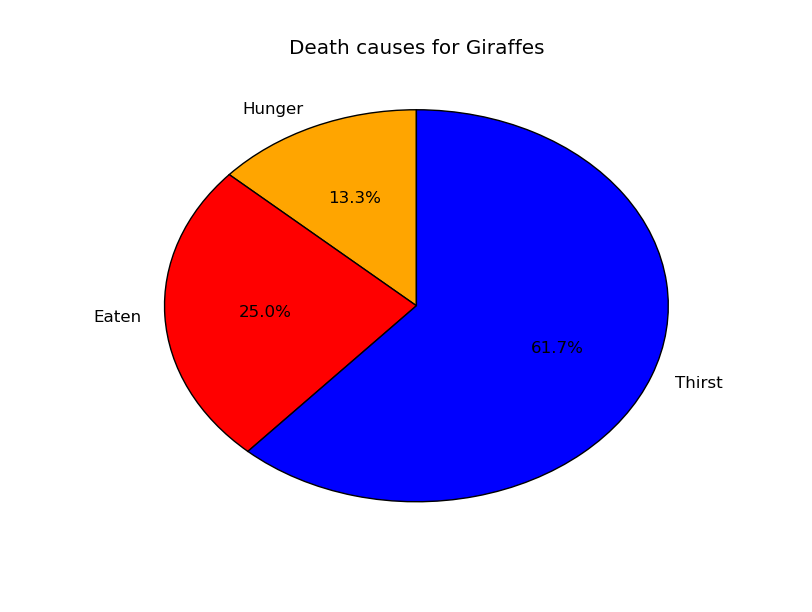 Death causes for Giraffes
Hunger
13.3%
Eaten
25.0%
61.7%
Thirst